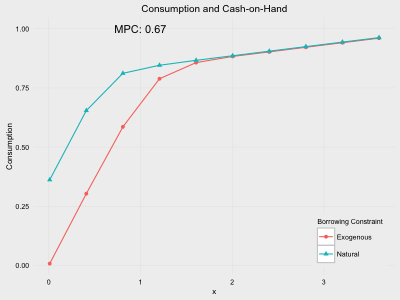 Consumption and Cash-on-Hand
MPC: 0.67
1.00
0.75
0.50
0.25
0.00
Consumption
0
1
2
3
x
Borrowing Constraint
Exogenous
Natural